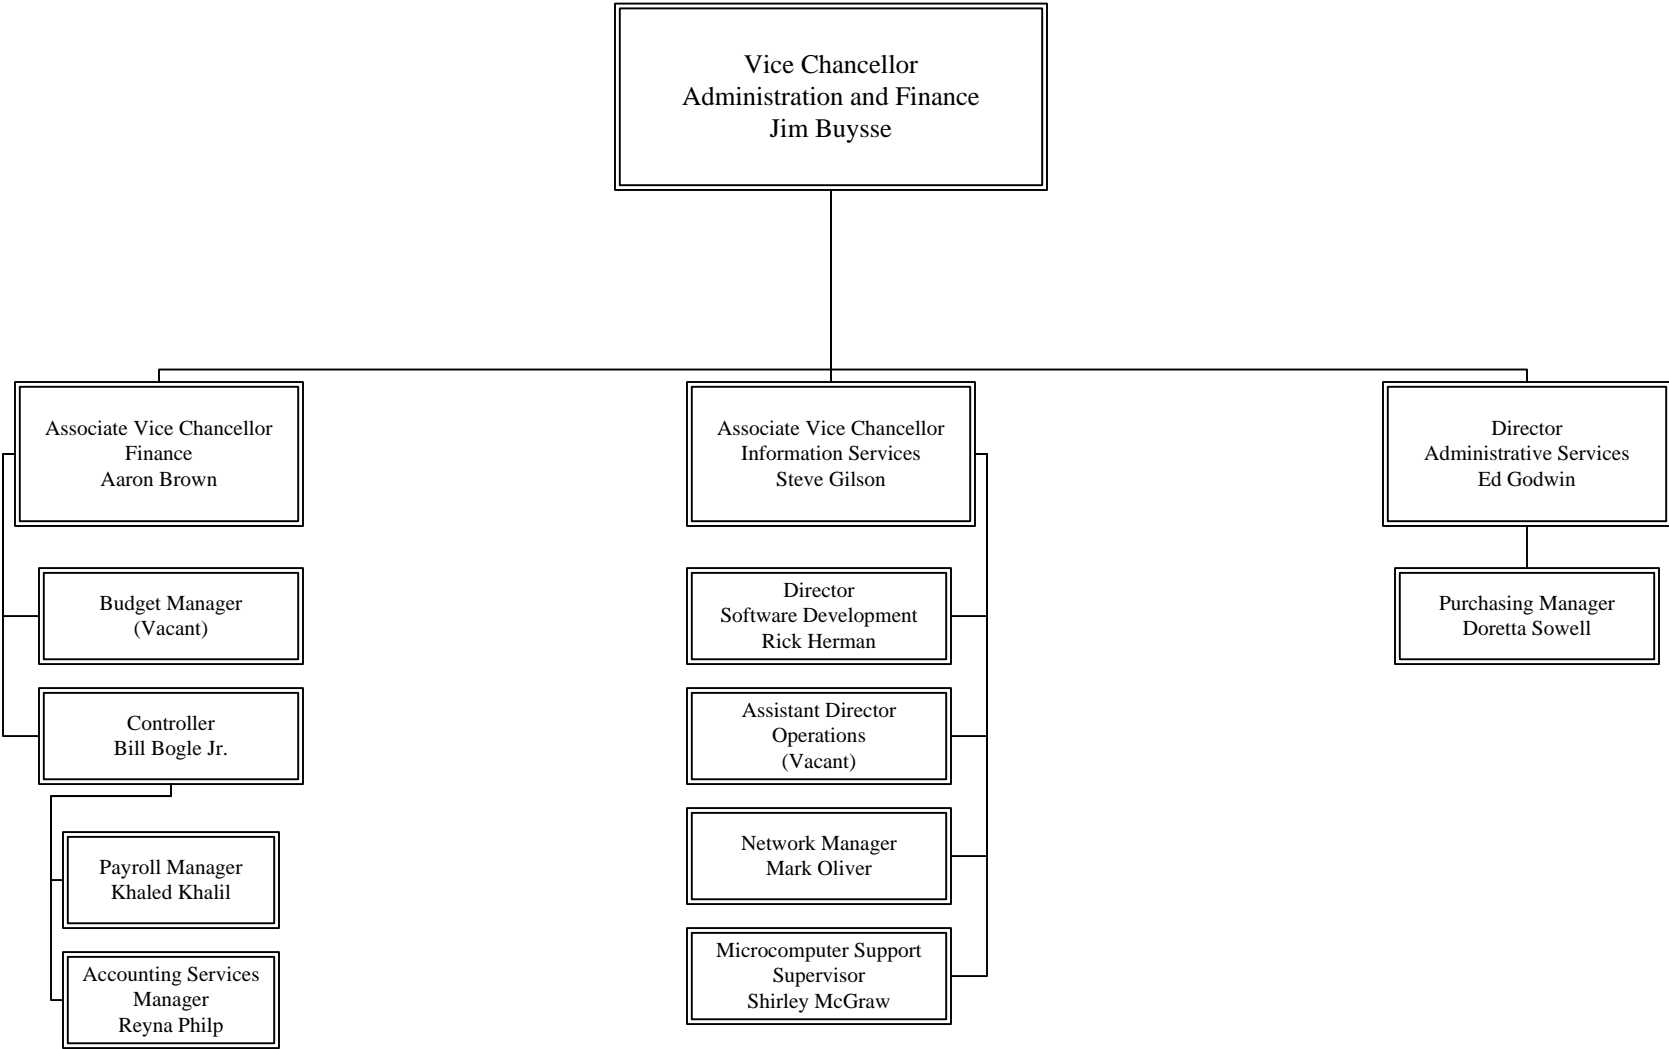 Vice Chancellor
Administration and Finance
Jim Buysse
Associate Vice Chancellor
Finance
Aaron Brown
Budget Manager
(Vacant)
Controller
Bill Bogle Jr.
Payroll Manager
Khaled Khalil
Accounting Services
Manager
Reyna Philp
Associate Vice Chancellor
Information Services
Steve Gilson
Director
Software Development
Rick Herman
Assistant Director
Operations
(Vacant)
Network Manager
Mark Oliver
Microcomputer Support
Supervisor
Shirley McGraw
Director
Administrative Services
Ed Godwin
Purchasing Manager
Doretta Sowell